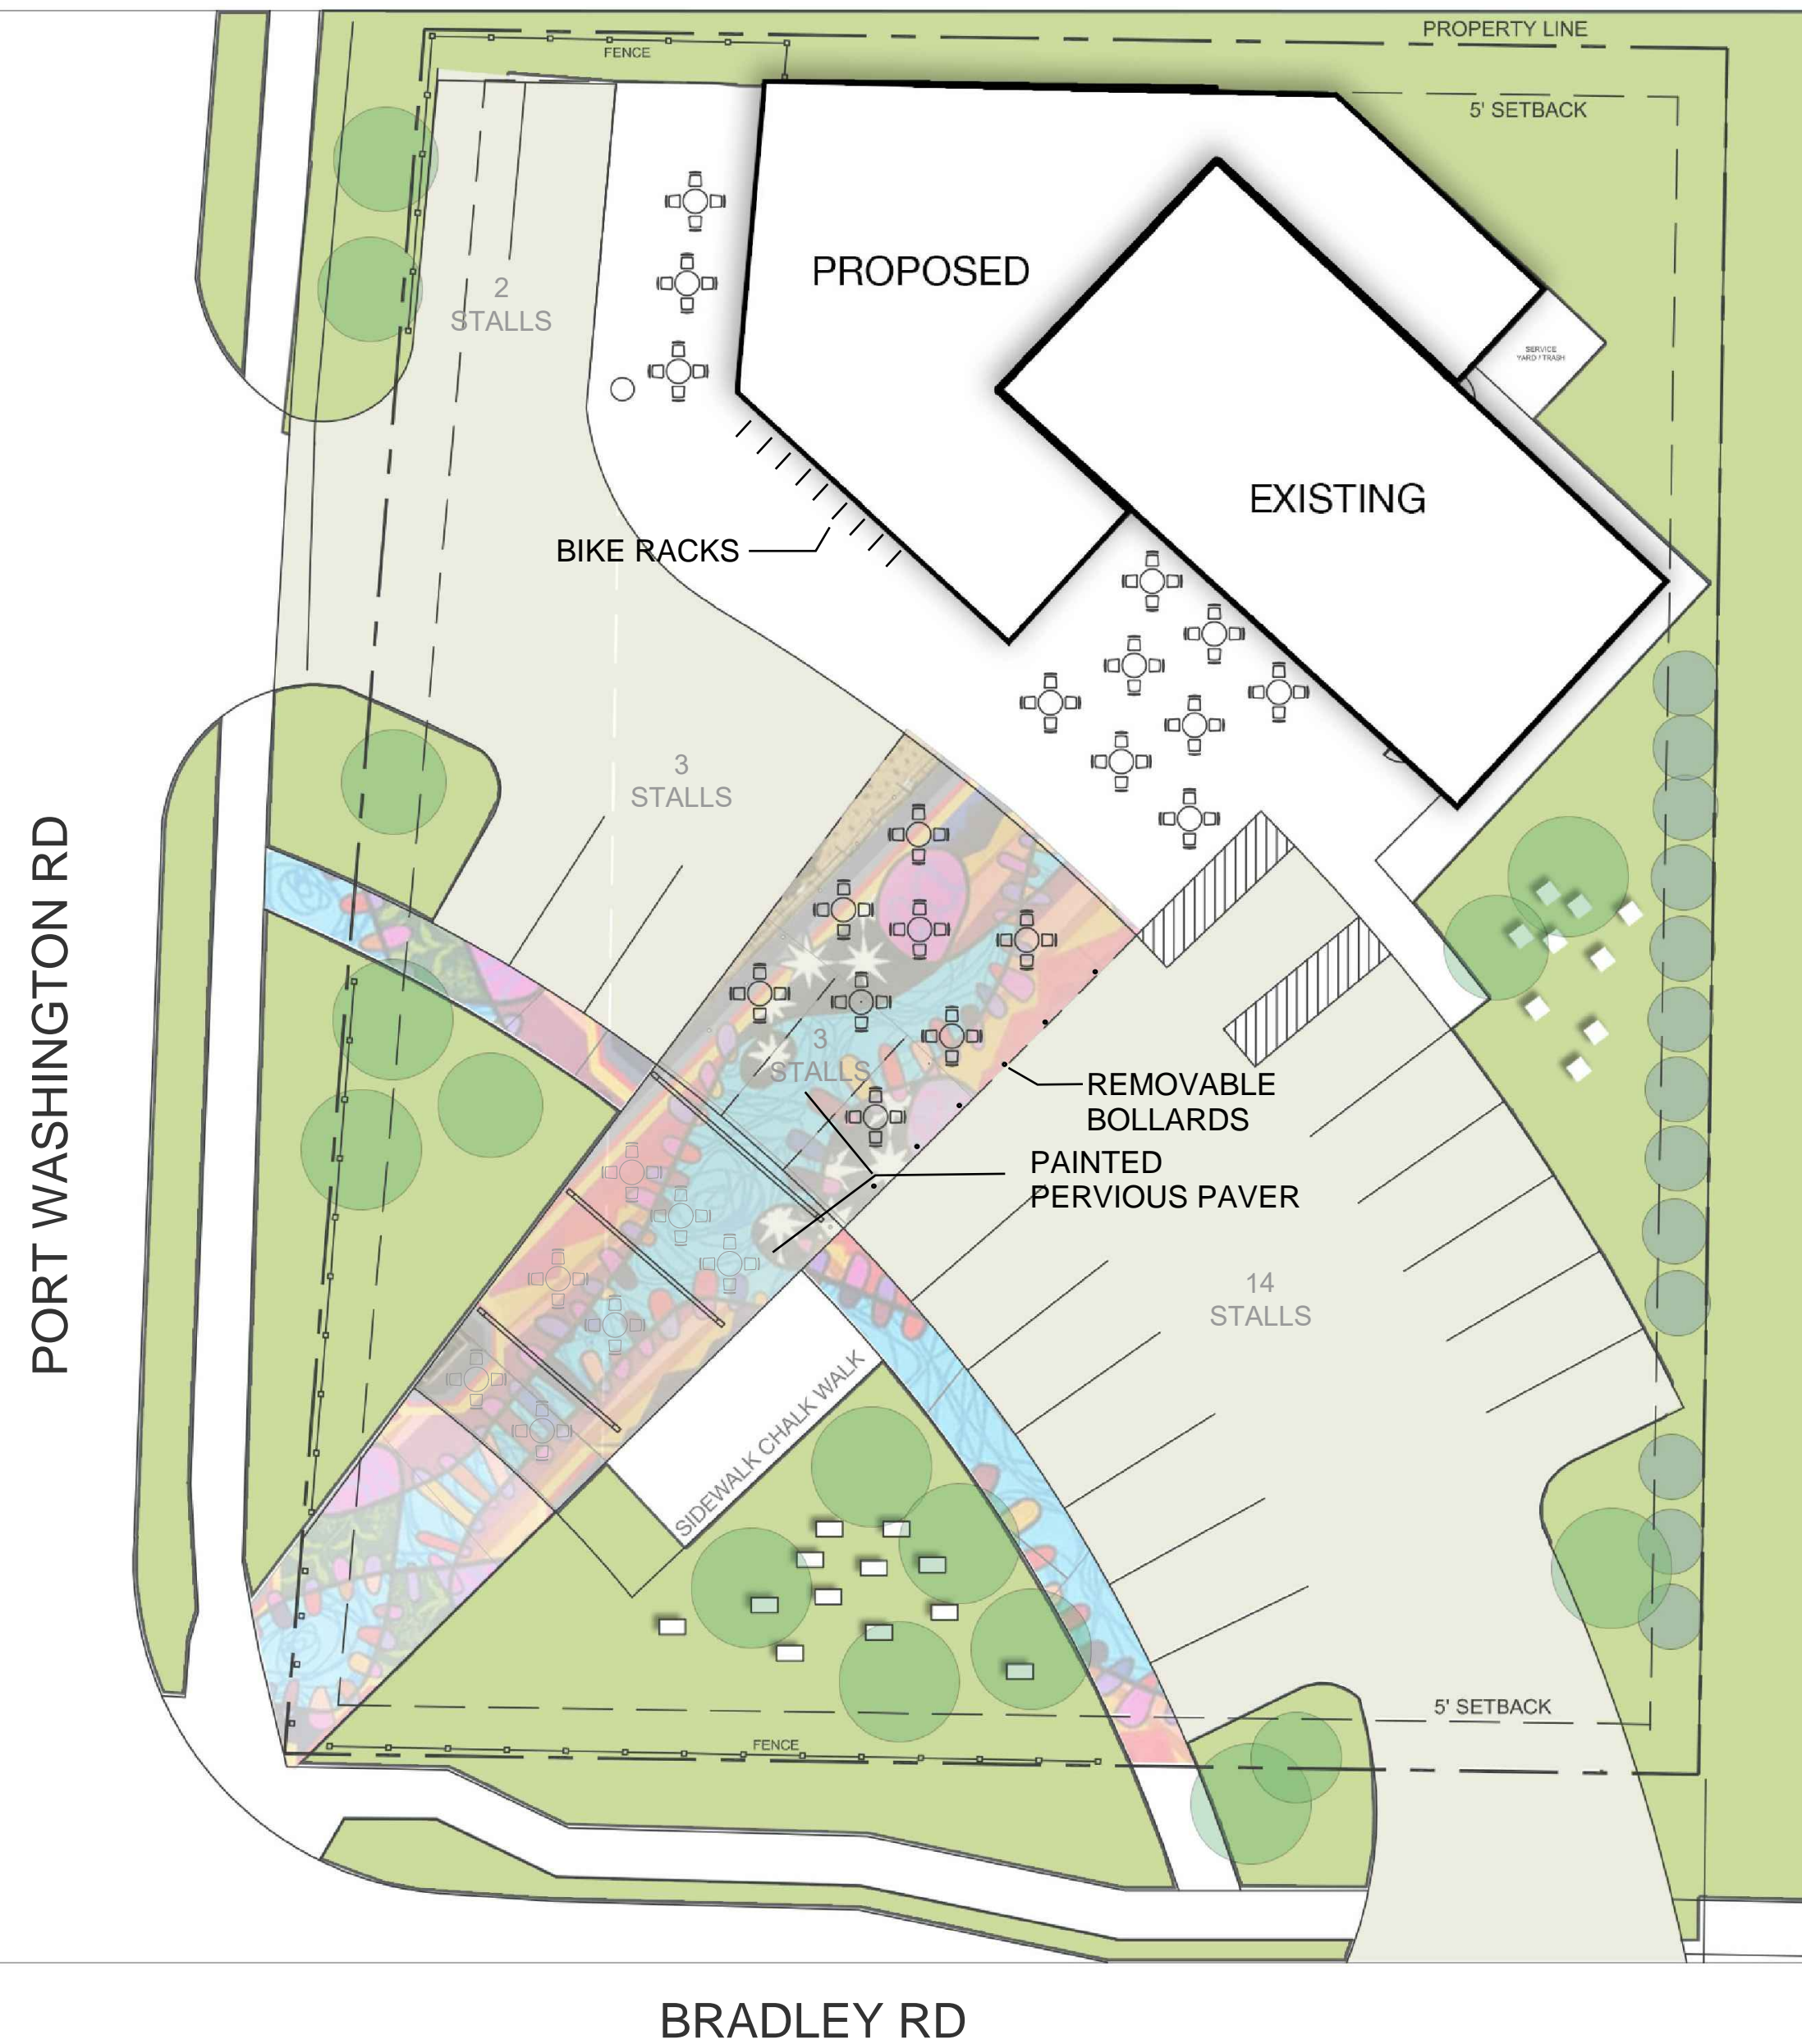 PROPERTY LINE
FENCE
5' SETBACK
PROPOSED
2
STALLS
SERVICE
YARD / TRASH
EXISTING
BIKE RACKS
3
STALLS
PORT WASHINGTON RD
3
STALLS
REMOVABLE
BOLLARDS
PAINTED
PERVIOUS PAVER
14
STALLS
SIDEWALK CHALK WALK
5' SETBACK
FENCE
BRADLEY RD